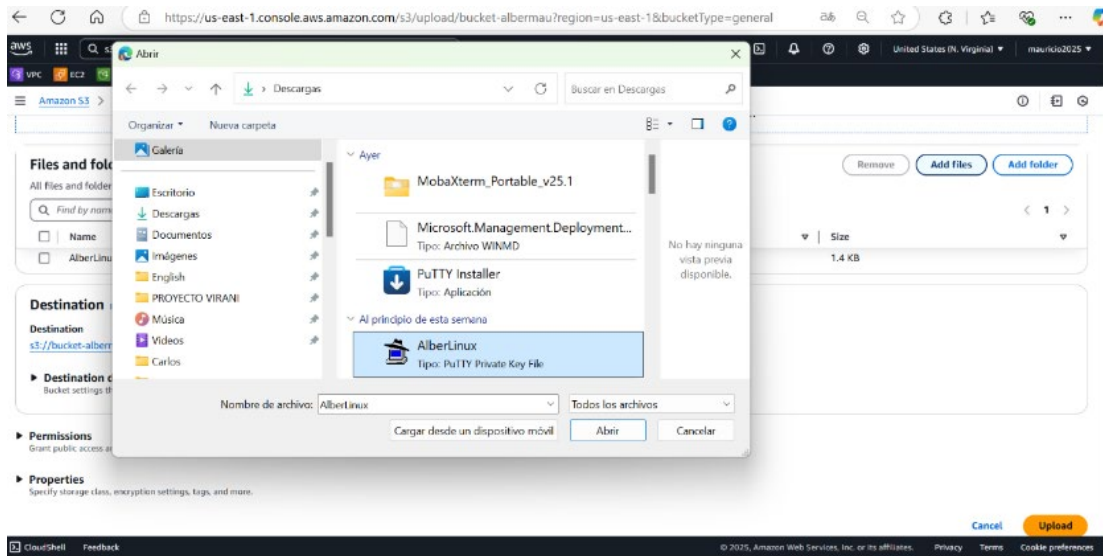 https://us-east-1.console.aws.amazon.com/s3/upload/bucket-albermau?region=us-east-1&bucketType=general
aws
United States (N. Virginia)
mauricio2025
VPC
EC2
Amazon S3
Abrir
Descargas
Buscar en Descargas
Organizar
Nueva carpeta
Galería
Escritorio
Descargas
Documentos
Imágenes
English
PROYECTO VIRANI
Música
Videos
Carlos
Ayer
MobaXterm_Portable_v25.1
Microsoft.Management.Deployment...
Tipo: Archivo WINMD
PuTTY Installer
Tipo: Aplicación
Al principio de esta semana
AlberLinux
Tipo: PuTTY Private Key File
No hay ninguna
vista previa
disponible.
Nombre de archivo: AlberLinux
Todos los archivos
Cargar desde un dispositivo móvil
Abrir
Cancelar
Files and fold
All files and folder
Find by name
Name
AlberLinu
Remove
Add files
Add folder
1
Size
1.4 KB
Destination
Destination
s3://bucket-alberr
Destination d
Bucket settings th
Permissions
Grant public access a
Properties
Specify storage class, encryption settings, tags, and more.
Cancel
Upload
CloudShell
Feedback
© 2025, Amazon Web Services, Inc. or its affiliates.
Privacy
Terms
Cookie preferences